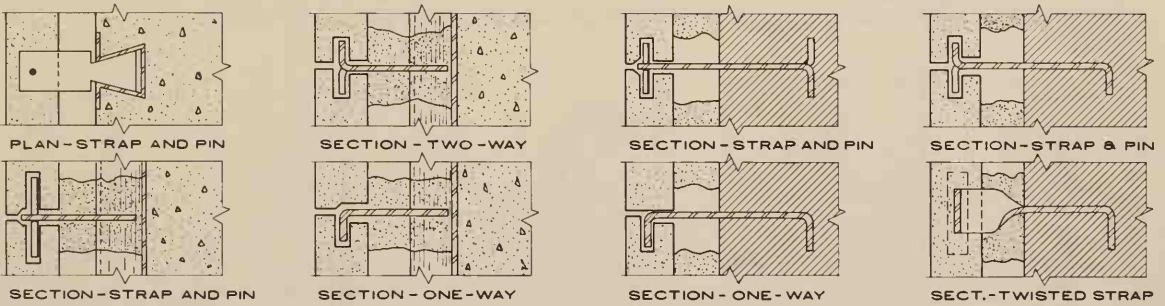 PLAN-STRAP AND PIN
SECTION-TWO-WAY
SECTION-STRAP AND PIN
SECTION-STRAP & PIN
SECTION-STRAP AND PIN
SECTION-ONE-WAY
SECTION-ONE-WAY
SECT.-TWISTED STRAP